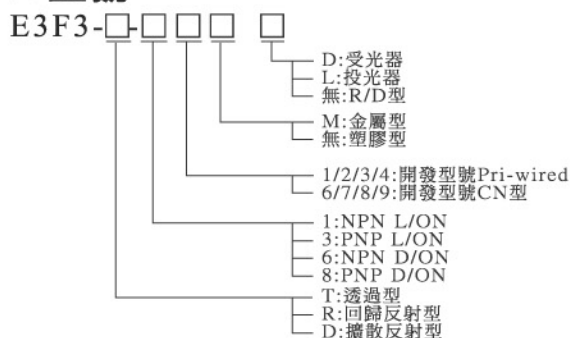 E3F3-□-□□□ □
D:受光器
L:投光器
無:R/D型
M:金屬型
無:塑膠型
1/2/3/4:開發型號Pri-wired
6/7/8/9:開發型號CN型
1:NPN L/ON
3:PNP L/ON
6:NPN D/ON
8:PNP D/ON
T:透過型
R:回歸反射型
D:擴散反射型